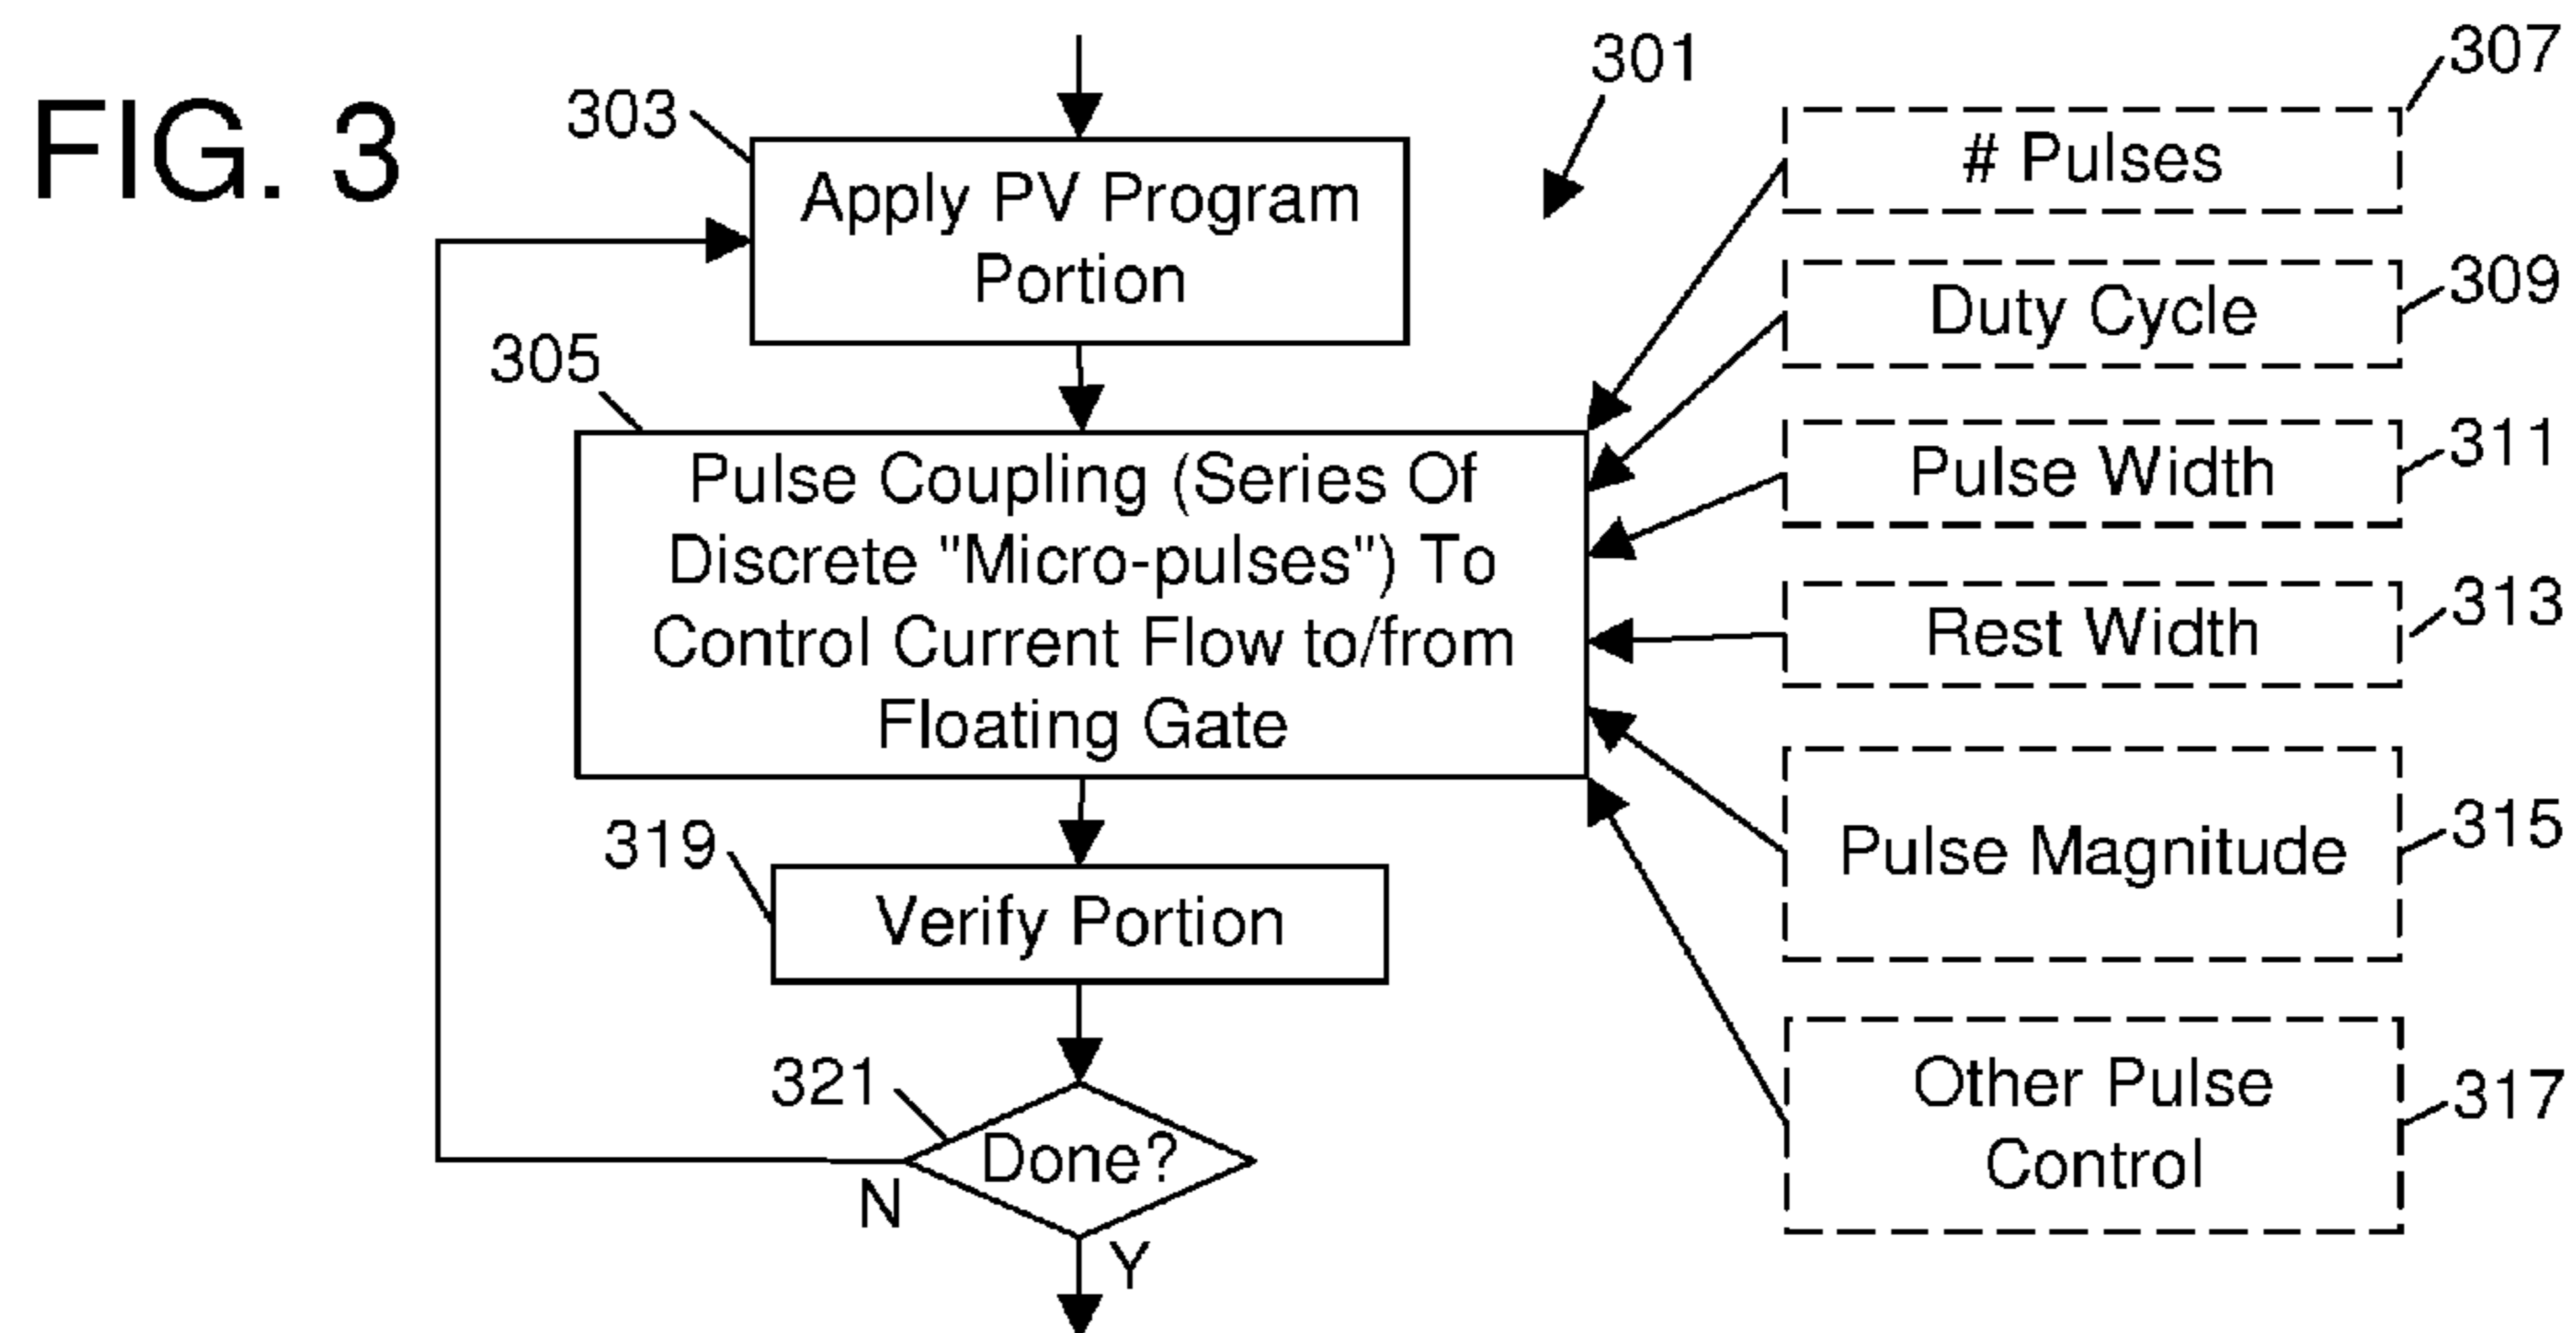 FIG. 3
301
303
Apply PV Program
Portion
305
Pulse Coupling (Series Of
Discrete "Micro-pulses") To
Control Current Flow to/from
Floating Gate
319
Verify Portion
321
Done?
N
Y
307
# Pulses
309
Duty Cycle
311
Pulse Width
313
Rest Width
315
Pulse Magnitude
317
Other Pulse
Control